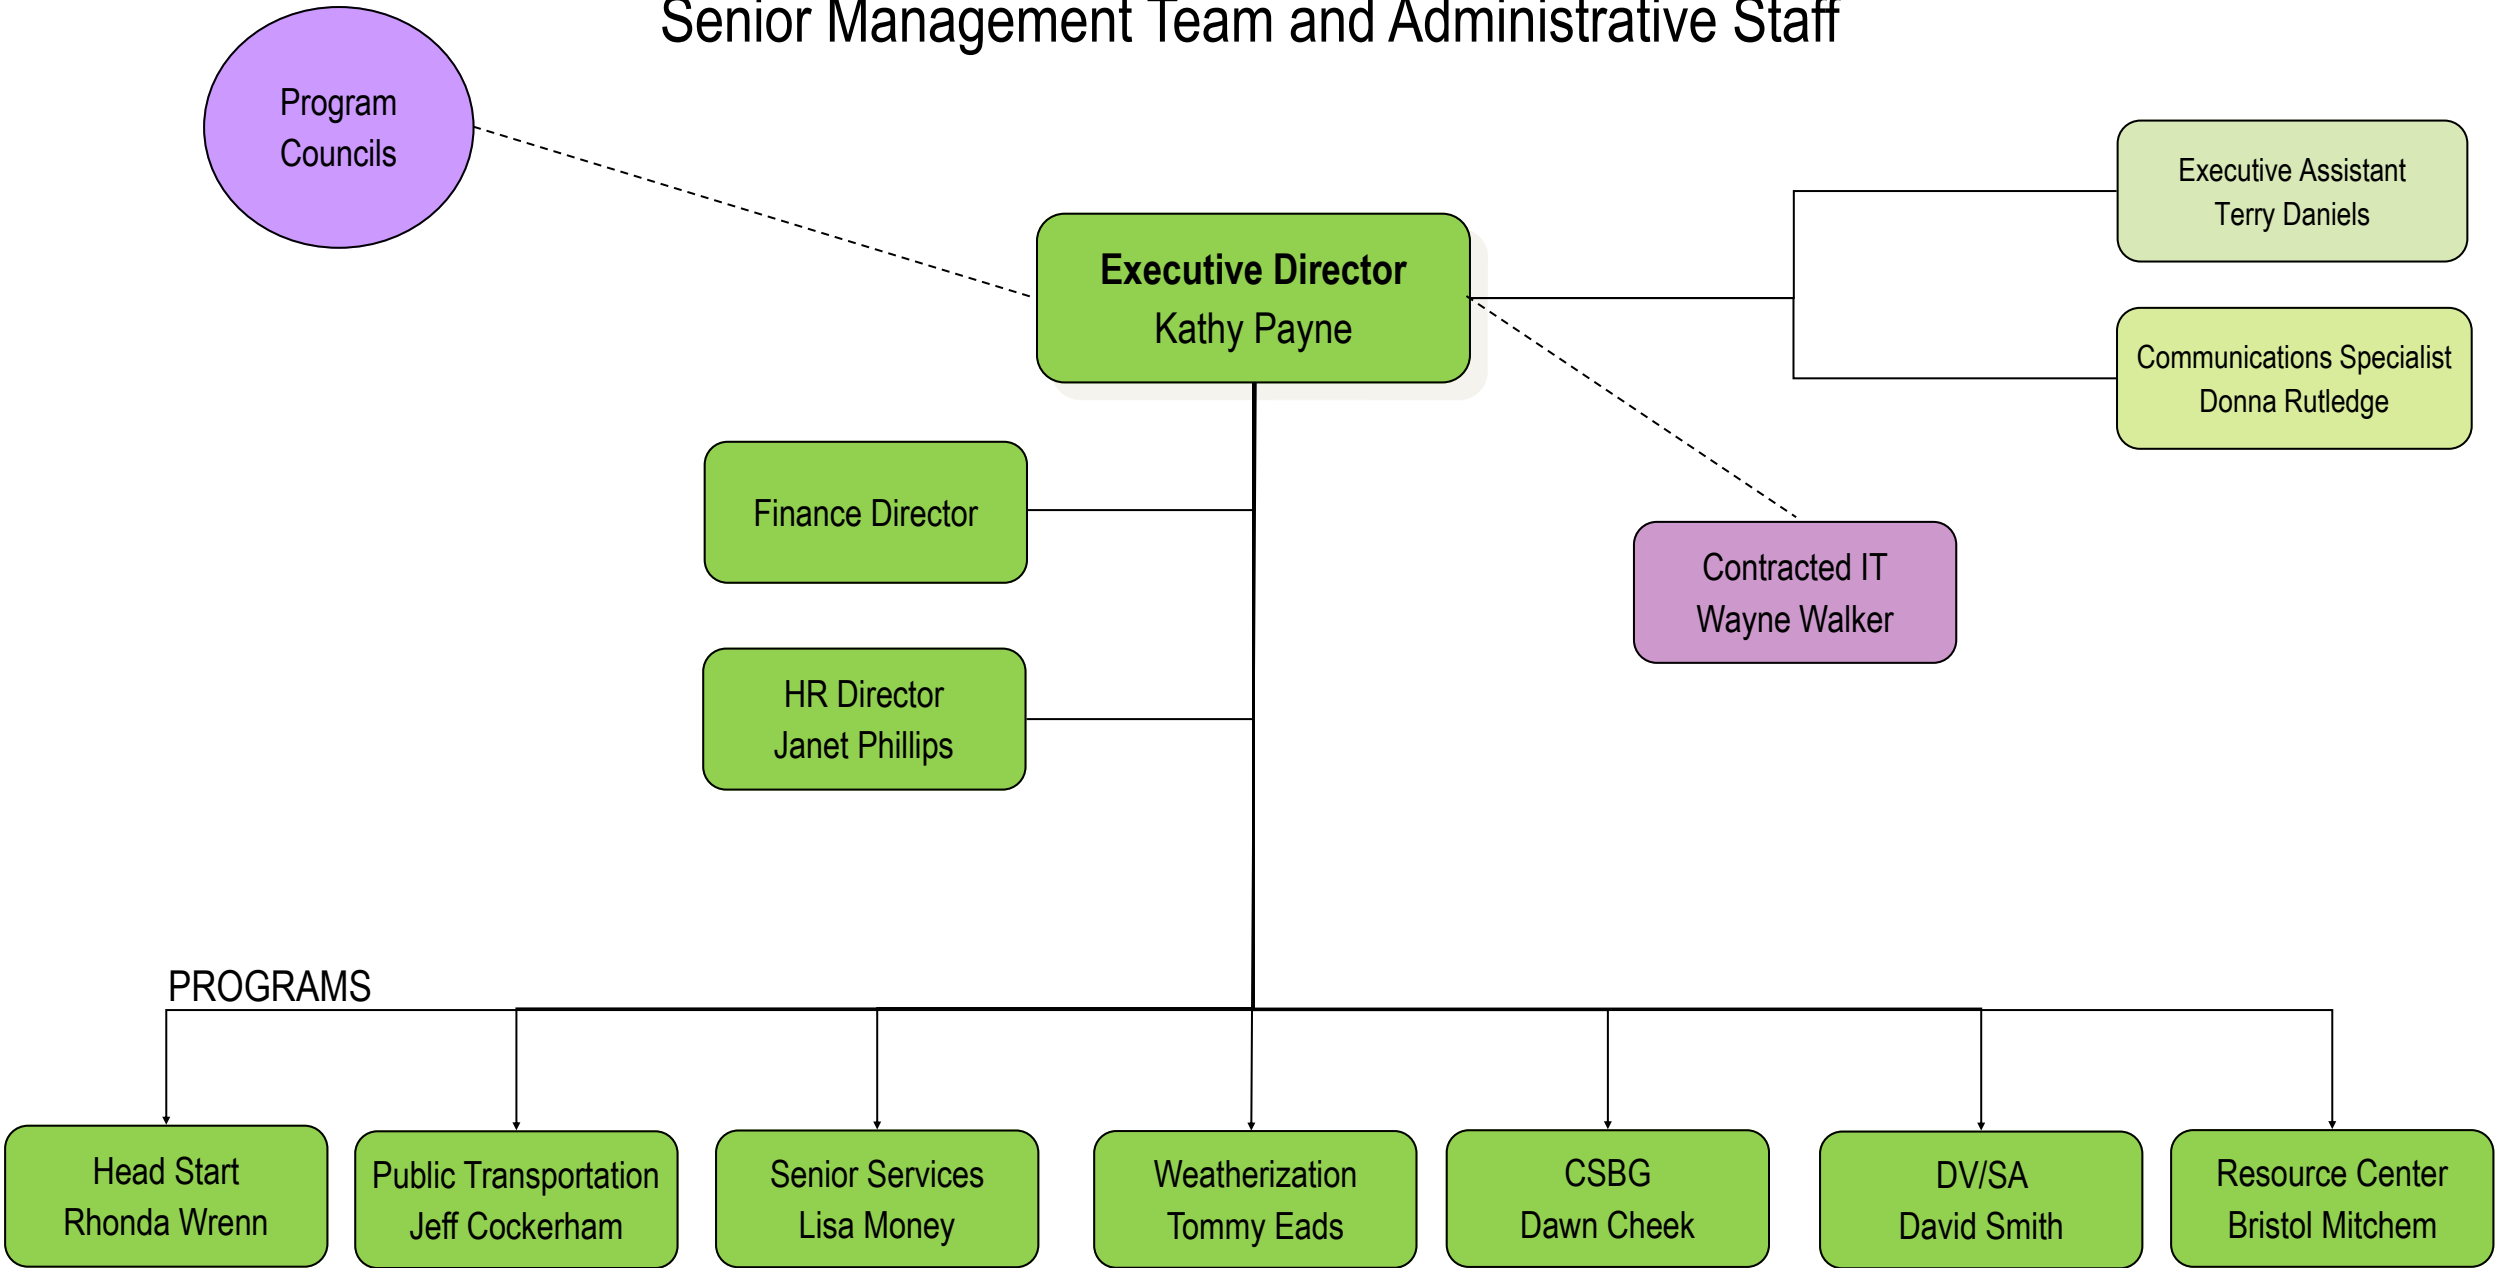 Senior Management Team and Administrative Staff
Program
Councils
Executive Assistant
Terry Daniels
Executive Director
Kathy Payne
Communications Specialist
Donna Rutledge
Finance Director
Contracted IT
Wayne Walker
HR Director
Janet Phillips
PROGRAMS
Head Start
Rhonda Wrenn
Public Transportation
Jeff Cockerham
Senior Services
Lisa Money
Weatherization
Tommy Eads
CSBG
Dawn Cheek
DV/SA
David Smith
Resource Center
Bristol Mitchem